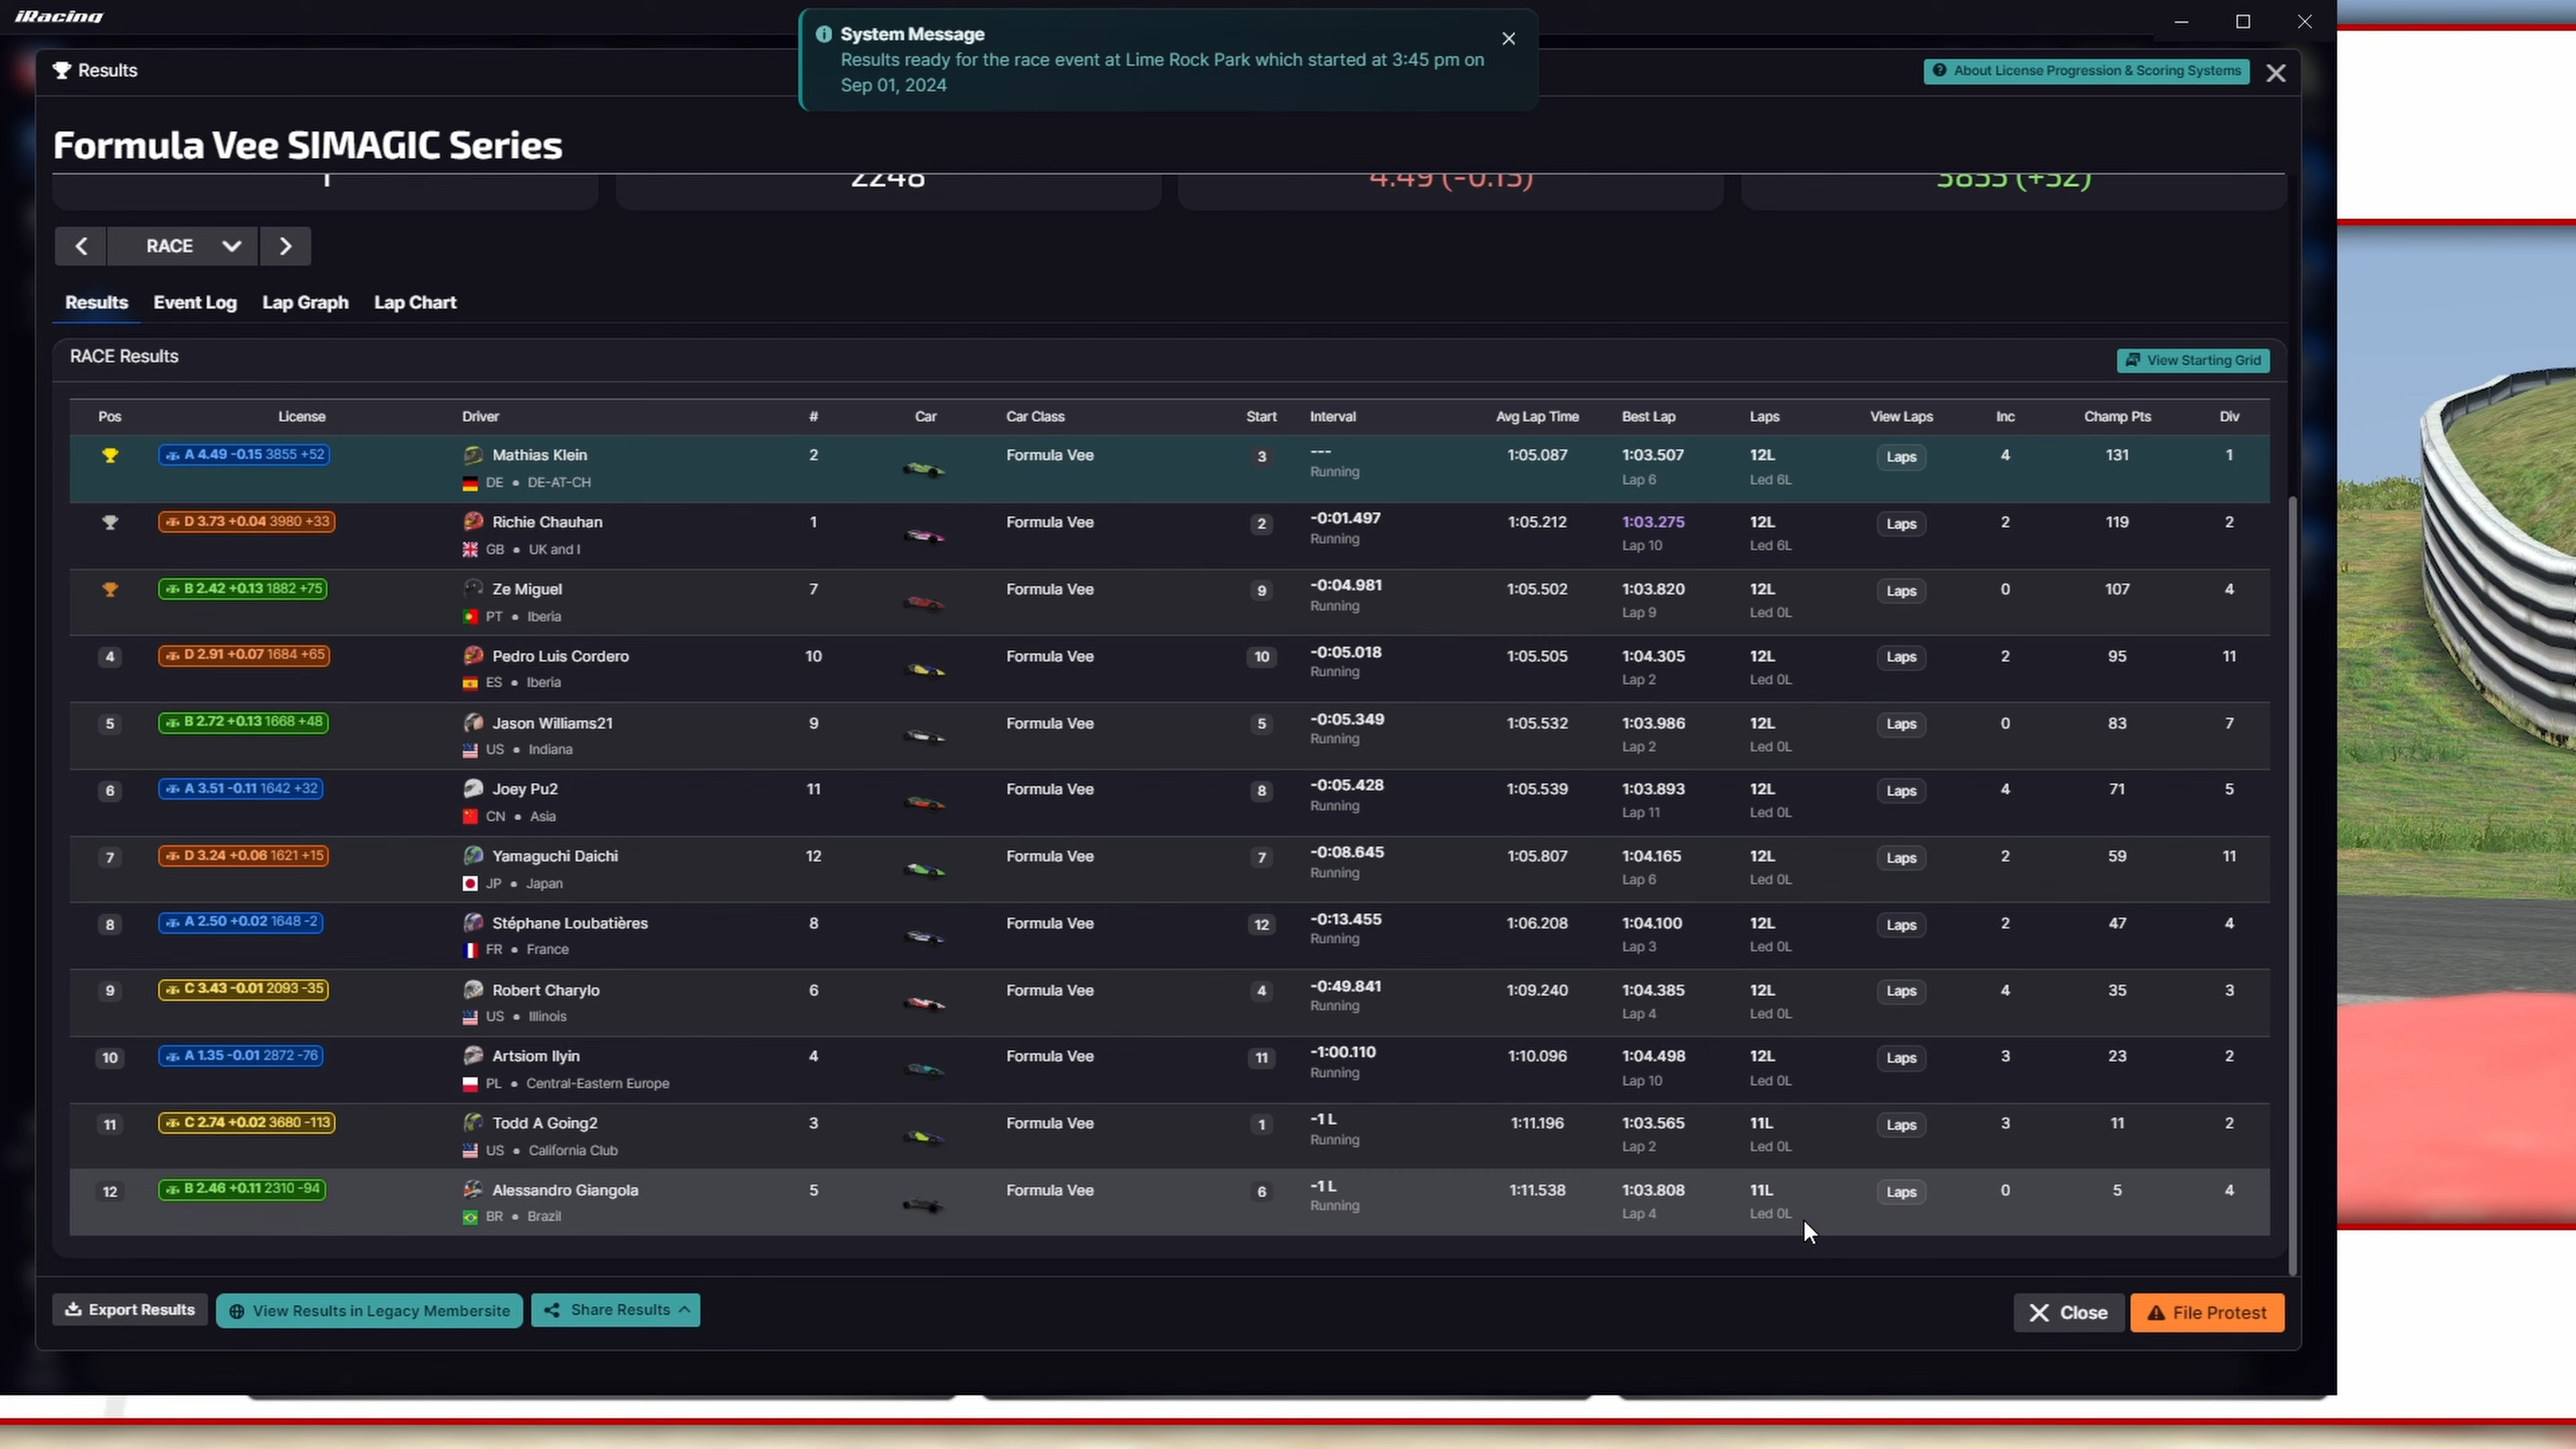 iRacing
System Message
Results ready for the race event at Lime Rock Park which started at 3:45 pm on
Sep 01, 2024
Results
About License Progression & Scoring Systems
Formula Vee SIMAGIC Series
1 2248 4.49 (-0.15) 3855 (+52)
RACE
Results Event Log Lap Graph Lap Chart
RACE Results
View Starting Grid
Pos License Driver # Car Car Class Start Interval Avg Lap Time Best Lap Laps View Laps Inc Champ Pts Div
A 4.49 -0.15 3855 +52 Mathias Klein 2 Formula Vee 3 --- 1:05.087 1:03.507 12L Laps 4 131 1
DE • DE-AT-CH Running Lap 6 Led 6L
D 3.73 +0.04 3980 +33 Richie Chauhan 1 Formula Vee 2 -0:01.497 1:05.212 1:03.275 12L Laps 2 119 2
GB • UK and I Running Lap 10 Led 6L
B 2.42 +0.13 1882 +75 Ze Miguel 7 Formula Vee 9 -0:04.981 1:05.502 1:03.820 12L Laps 0 107 4
PT • Iberia Running Lap 9 Led 0L
4 D 2.91 +0.07 1684 +65 Pedro Luis Cordero 10 Formula Vee 10 -0:05.018 1:05.505 1:04.305 12L Laps 2 95 11
ES • Iberia Running Lap 2 Led 0L
5 B 2.72 +0.13 1668 +48 Jason Williams21 9 Formula Vee 5 -0:05.349 1:05.532 1:03.986 12L Laps 0 83 7
US • Indiana Running Lap 2 Led 0L
6 A 3.51 -0.11 1642 +32 Joey Pu2 11 Formula Vee 8 -0:05.428 1:05.539 1:03.893 12L Laps 4 71 5
CN • Asia Running Lap 11 Led 0L
7 D 3.24 +0.06 1621 +15 Yamaguchi Daichi 12 Formula Vee 7 -0:08.645 1:05.807 1:04.165 12L Laps 2 59 11
JP • Japan Running Lap 6 Led 0L
8 A 2.50 +0.02 1648 -2 Stéphane Loubatières 8 Formula Vee 12 -0:13.455 1:06.208 1:04.100 12L Laps 2 47 4
FR • France Running Lap 3 Led 0L
9 C 3.43 -0.01 2093 -35 Robert Charylo 6 Formula Vee 4 -0:49.841 1:09.240 1:04.385 12L Laps 4 35 3
US • Illinois Running Lap 4 Led 0L
10 A 1.35 -0.01 2872 -76 Artsiom Ilyin 4 Formula Vee 11 -1:00.110 1:10.096 1:04.498 12L Laps 3 23 2
PL • Central-Eastern Europe Running Lap 10 Led 0L
11 C 2.74 +0.02 3680 -113 Todd A Going2 3 Formula Vee 1 -1 L 1:11.196 1:03.565 11L Laps 3 11 2
US • California Club Running Lap 2 Led 0L
12 B 2.46 +0.11 2310 -94 Alessandro Giangola 5 Formula Vee 6 -1 L 1:11.538 1:03.808 11L Laps 0 5 4
BR • Brazil Running Lap 4 Led 0L
Export Results View Results in Legacy Membersite Share Results Close File Protest